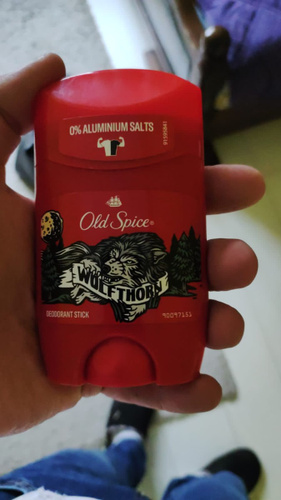 0% ALUMINIUM SALTS
Old Spice®
WOLFTHORN
DEODORANT STICK